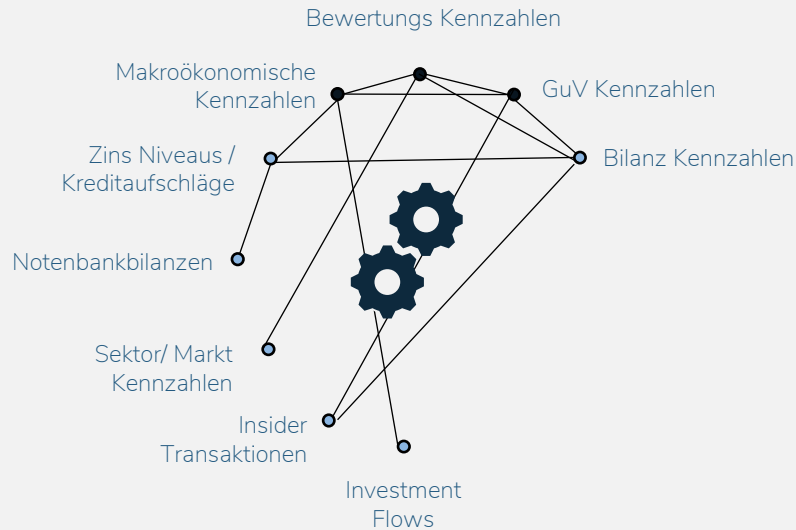 Bewertungs Kennzahlen
Makroökonomische
Kennzahlen
GuV Kennzahlen
Zins Niveaus /
Kreditaufschläge
Bilanz Kennzahlen
Notenbankbilanzen
Sektor/ Markt
Kennzahlen
Insider
Transaktionen
Investment
Flows